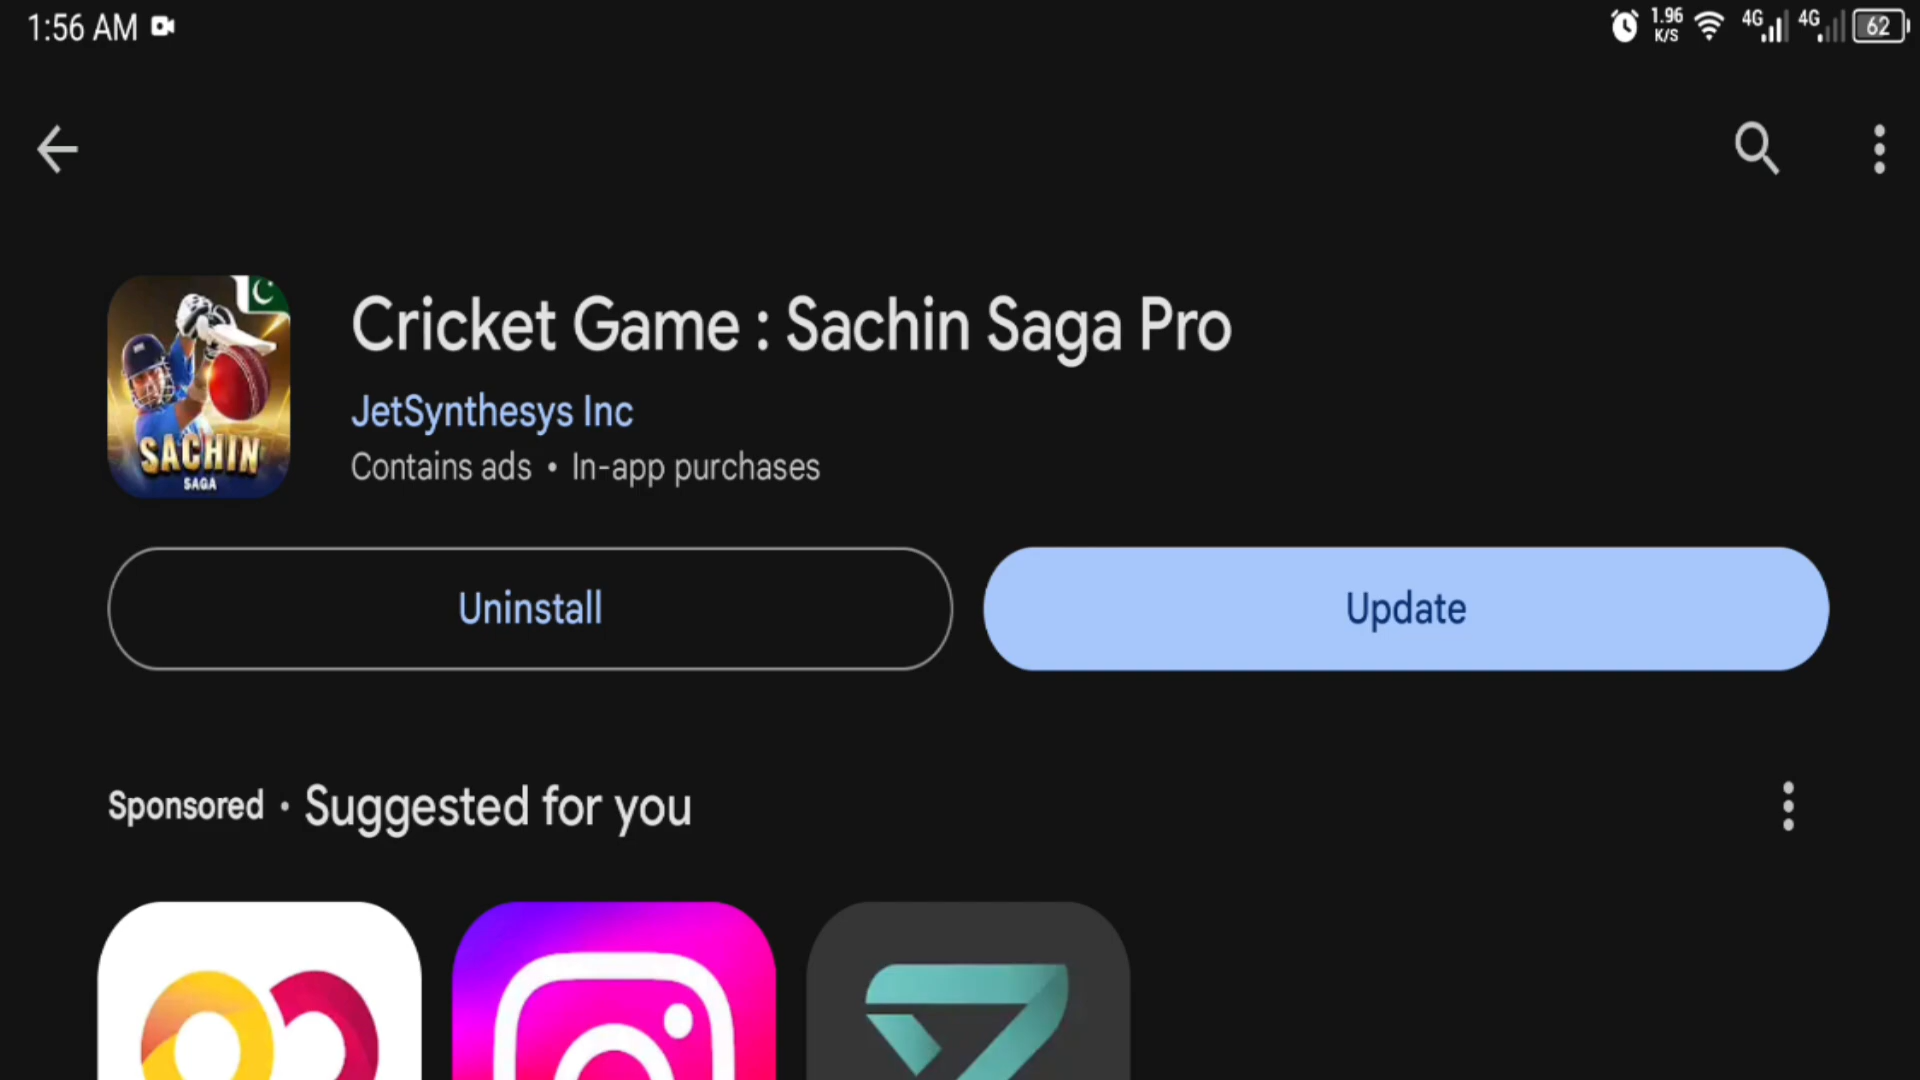 1:56 AM
1.96
K/S
4G
4G
62
Cricket Game : Sachin Saga Pro
JetSynthesys Inc
Contains ads • In-app purchases
SACHIN
SAGA
Uninstall
Update
Sponsored · Suggested for you